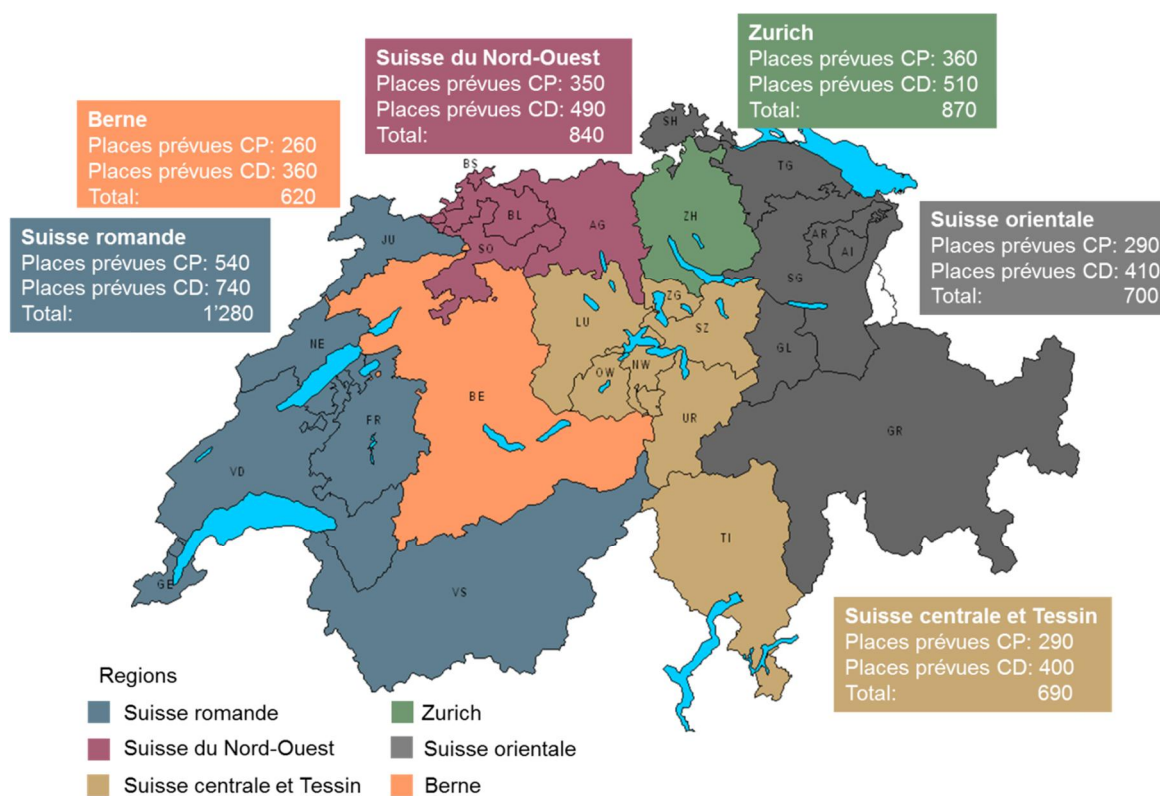 Zurich
Places prévues CP: 360
Places prévues CD: 510
Total: 870
Suisse du Nord-Ouest
Places prévues CP: 350
Places prévues CD: 490
Total: 840
Berne
Places prévues CP: 260
Places prévues CD: 360
Total: 620
Suisse romande
Places prévues CP: 540
Places prévues CD: 740
Total: 1'280
Suisse orientale
Places prévues CP: 290
Places prévues CD: 410
Total: 700
SH
BS
TG
BL
AG
ZH
JU
SO
AR
AI
SG
ZG
LU
SZ
NE
GL
OW
NW
BE
FR
UR
GR
VD
TI
GE
VS
Suisse centrale et Tessin
Places prévues CP: 290
Places prévues CD: 400
Total: 690
Regions
Suisse romande
Suisse du Nord-Ouest
Suisse centrale et Tessin
Zurich
Suisse orientale
Berne